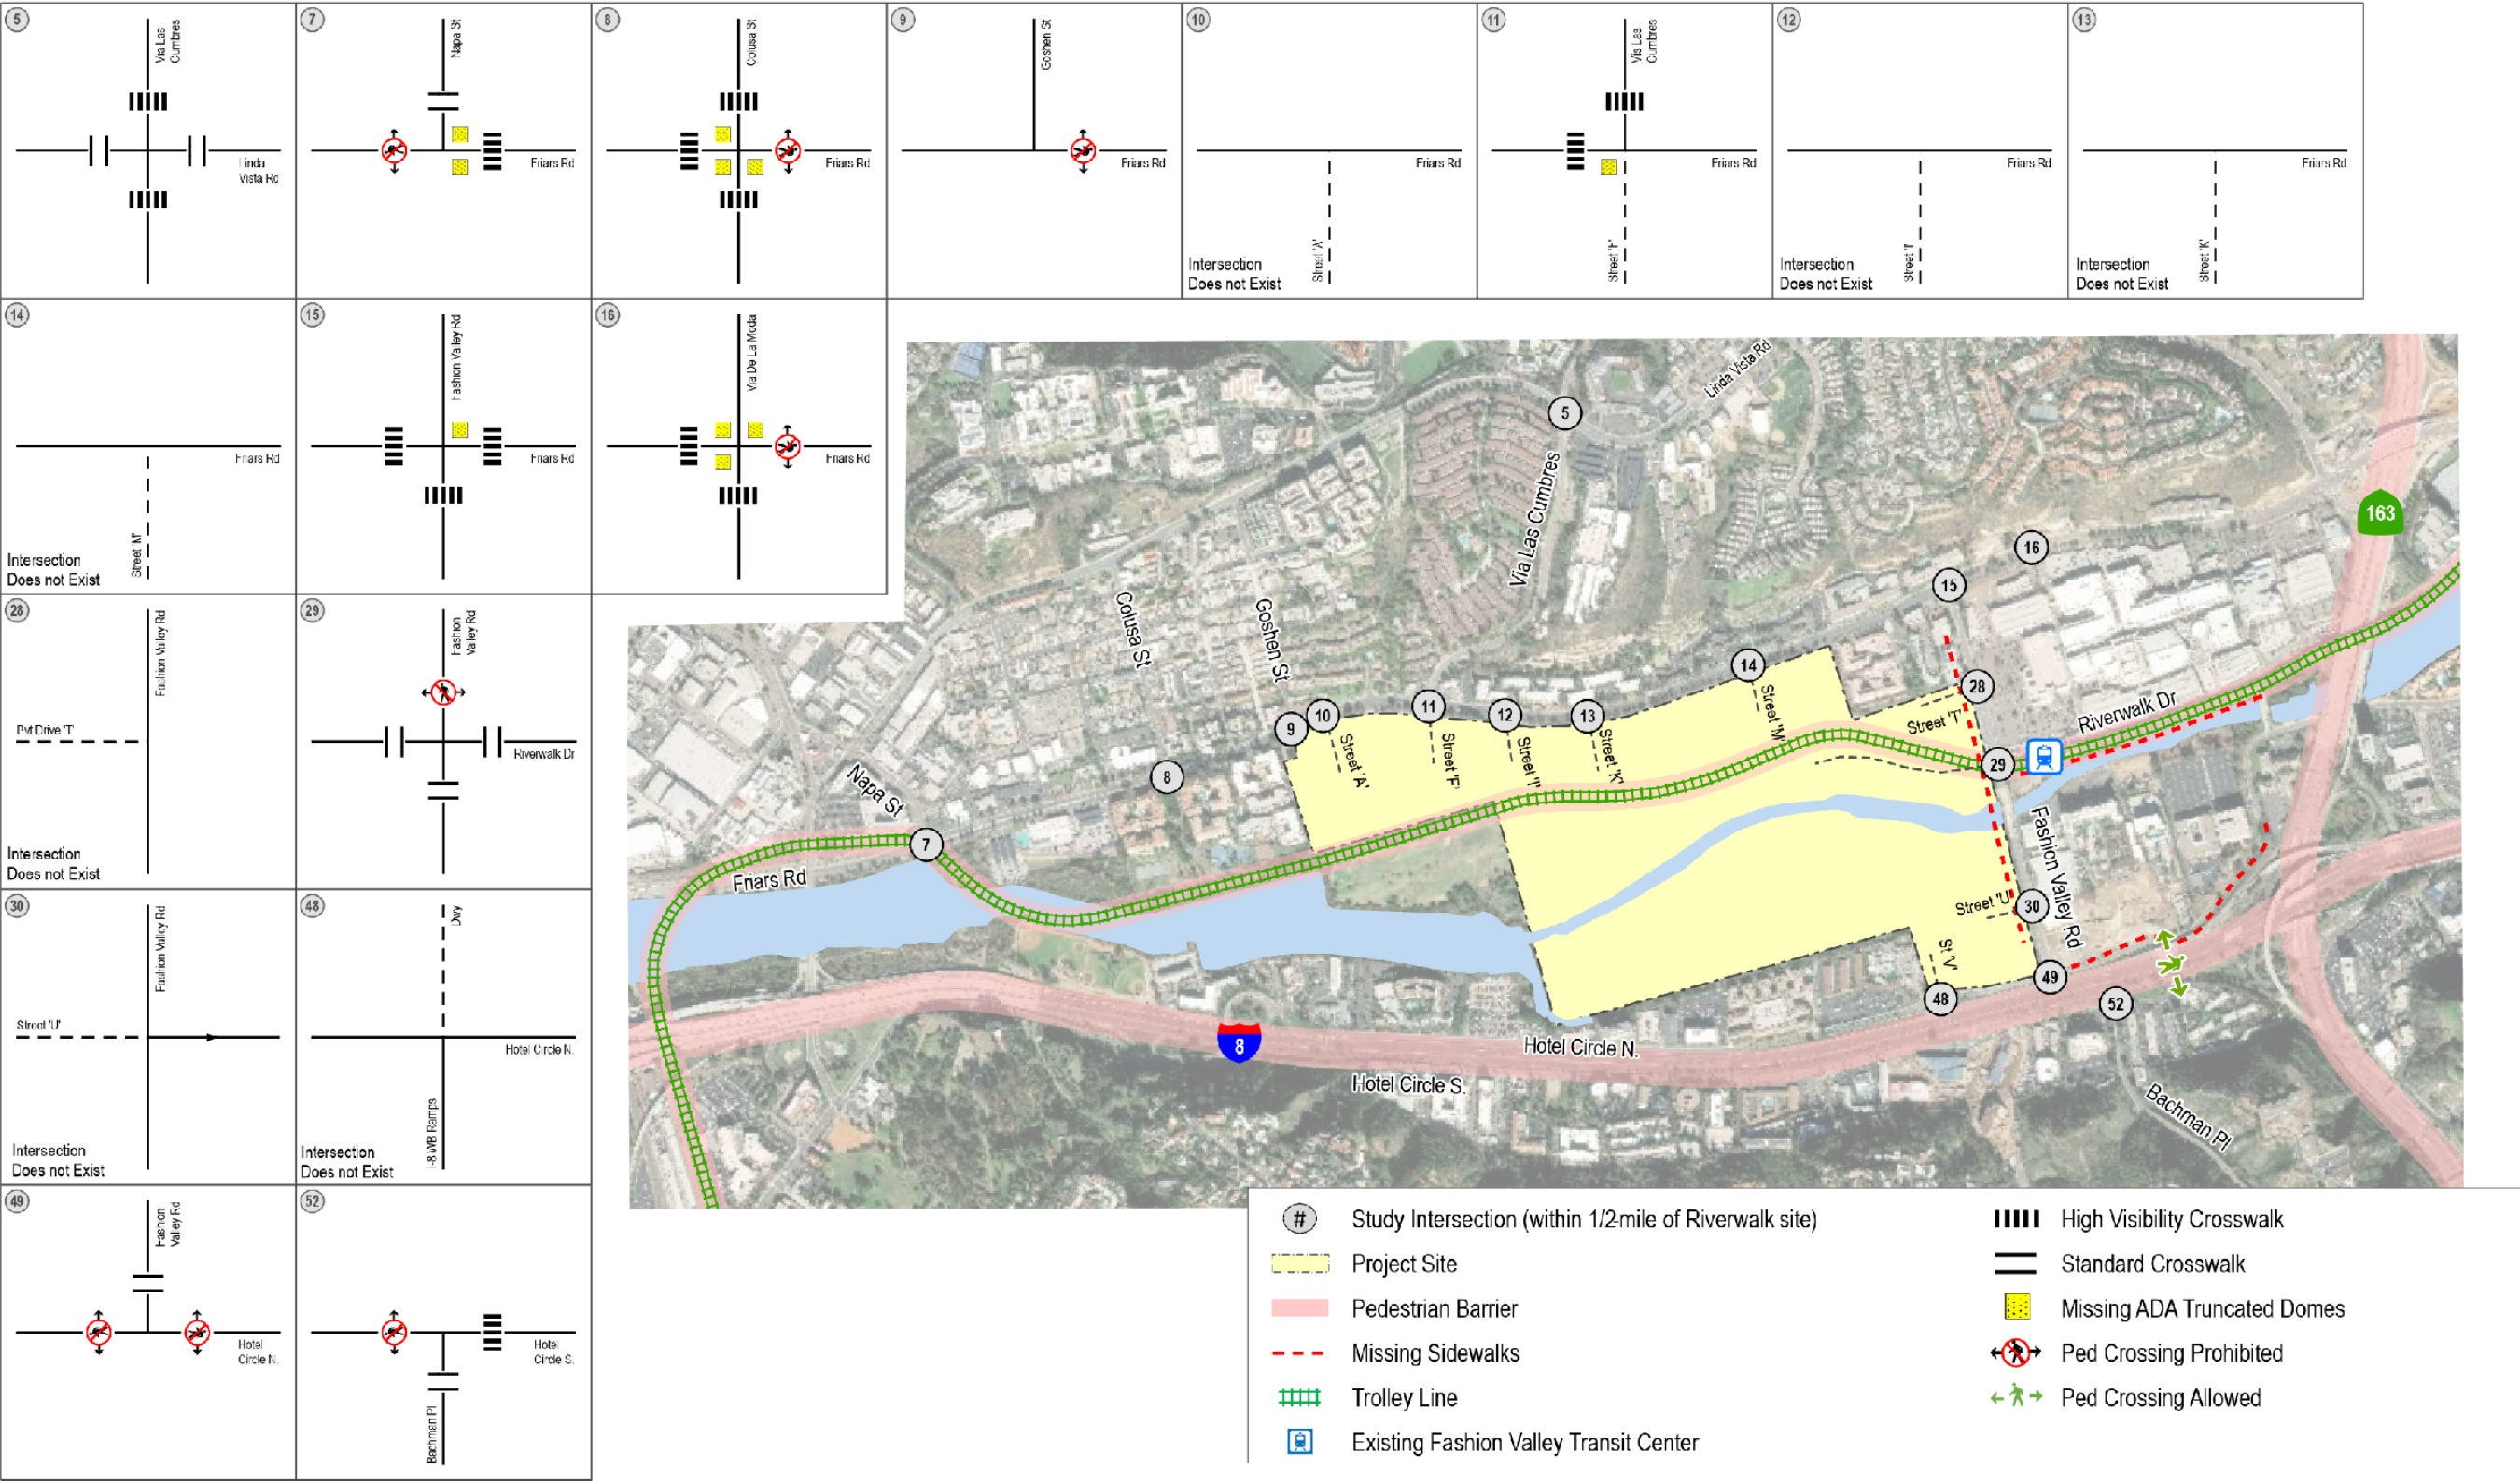 5
Via Las
Cumbres
Linda
Vista Rd
7
Napa St
Friars Rd
8
Colusa St
Friars Rd
9
Goshen St
Friars Rd
10
Friars Rd
Street 'A'
Intersection
Does not Exist
11
Vis Las
Cumbres
Friars Rd
Street 'F'
12
Friars Rd
Street 'I'
Intersection
Does not Exist
13
Friars Rd
Street 'K'
Intersection
Does not Exist
14
Friars Rd
Street 'M'
Intersection
Does not Exist
15
Fashion Valley Rd
Friars Rd
16
Via De La Moda
Friars Rd
28
Fashion Valley Rd
Pvt Drive 'T'
Intersection
Does not Exist
29
Fashion
Valley Rd
Riverwalk Dr
30
Fashion Valley Rd
Street 'U'
Intersection
Does not Exist
48
Dwy
Hotel Circle N.
I-8 WB Ramps
Intersection
Does not Exist
49
Fashion
Valley Rd
Hotel
Circle N.
52
Hotel
Circle S.
Bachman Pl
Linda Vista Rd
5
Via Las Cumbres
163
16
15
Colusa St
Goshen St
14
28
9
10
11
12
13
Street 'A'
Street 'F'
Street 'I'
Street 'K'
Street 'M'
Street 'T'
Riverwalk Dr
29
8
Napa St
7
Friars Rd
Fashion Valley Rd
Street 'U'
30
St 'V'
49
48
52
8
Hotel Circle N.
Hotel Circle S.
Bachman Pl
# Study Intersection (within 1/2-mile of Riverwalk site)
Project Site
Pedestrian Barrier
Missing Sidewalks
Trolley Line
Existing Fashion Valley Transit Center
High Visibility Crosswalk
Standard Crosswalk
Missing ADA Truncated Domes
Ped Crossing Prohibited
Ped Crossing Allowed